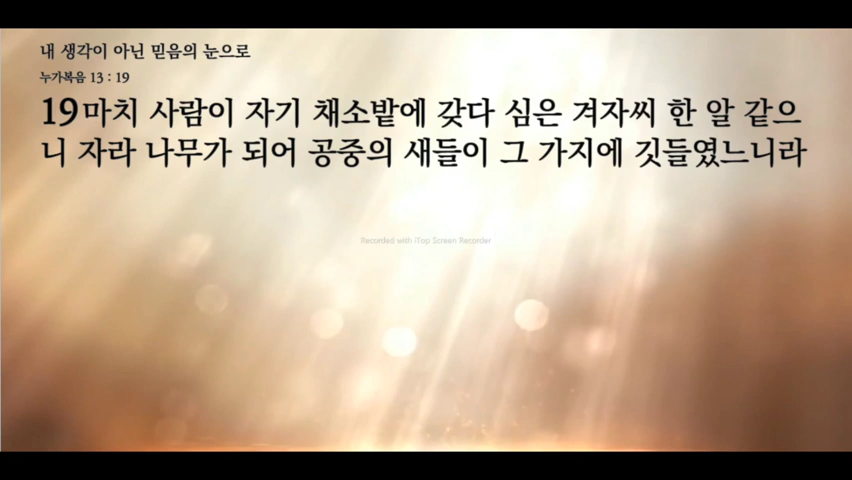 내 생각이 아닌 믿음의 눈으로
누가복음 13 : 19
19마치 사람이 자기 채소밭에 갖다 심은 겨자씨 한 알 같으
니 자라 나무가 되어 공중의 새들이 그 가지에 깃들였느니라
Recorded with iTop Screen Recorder